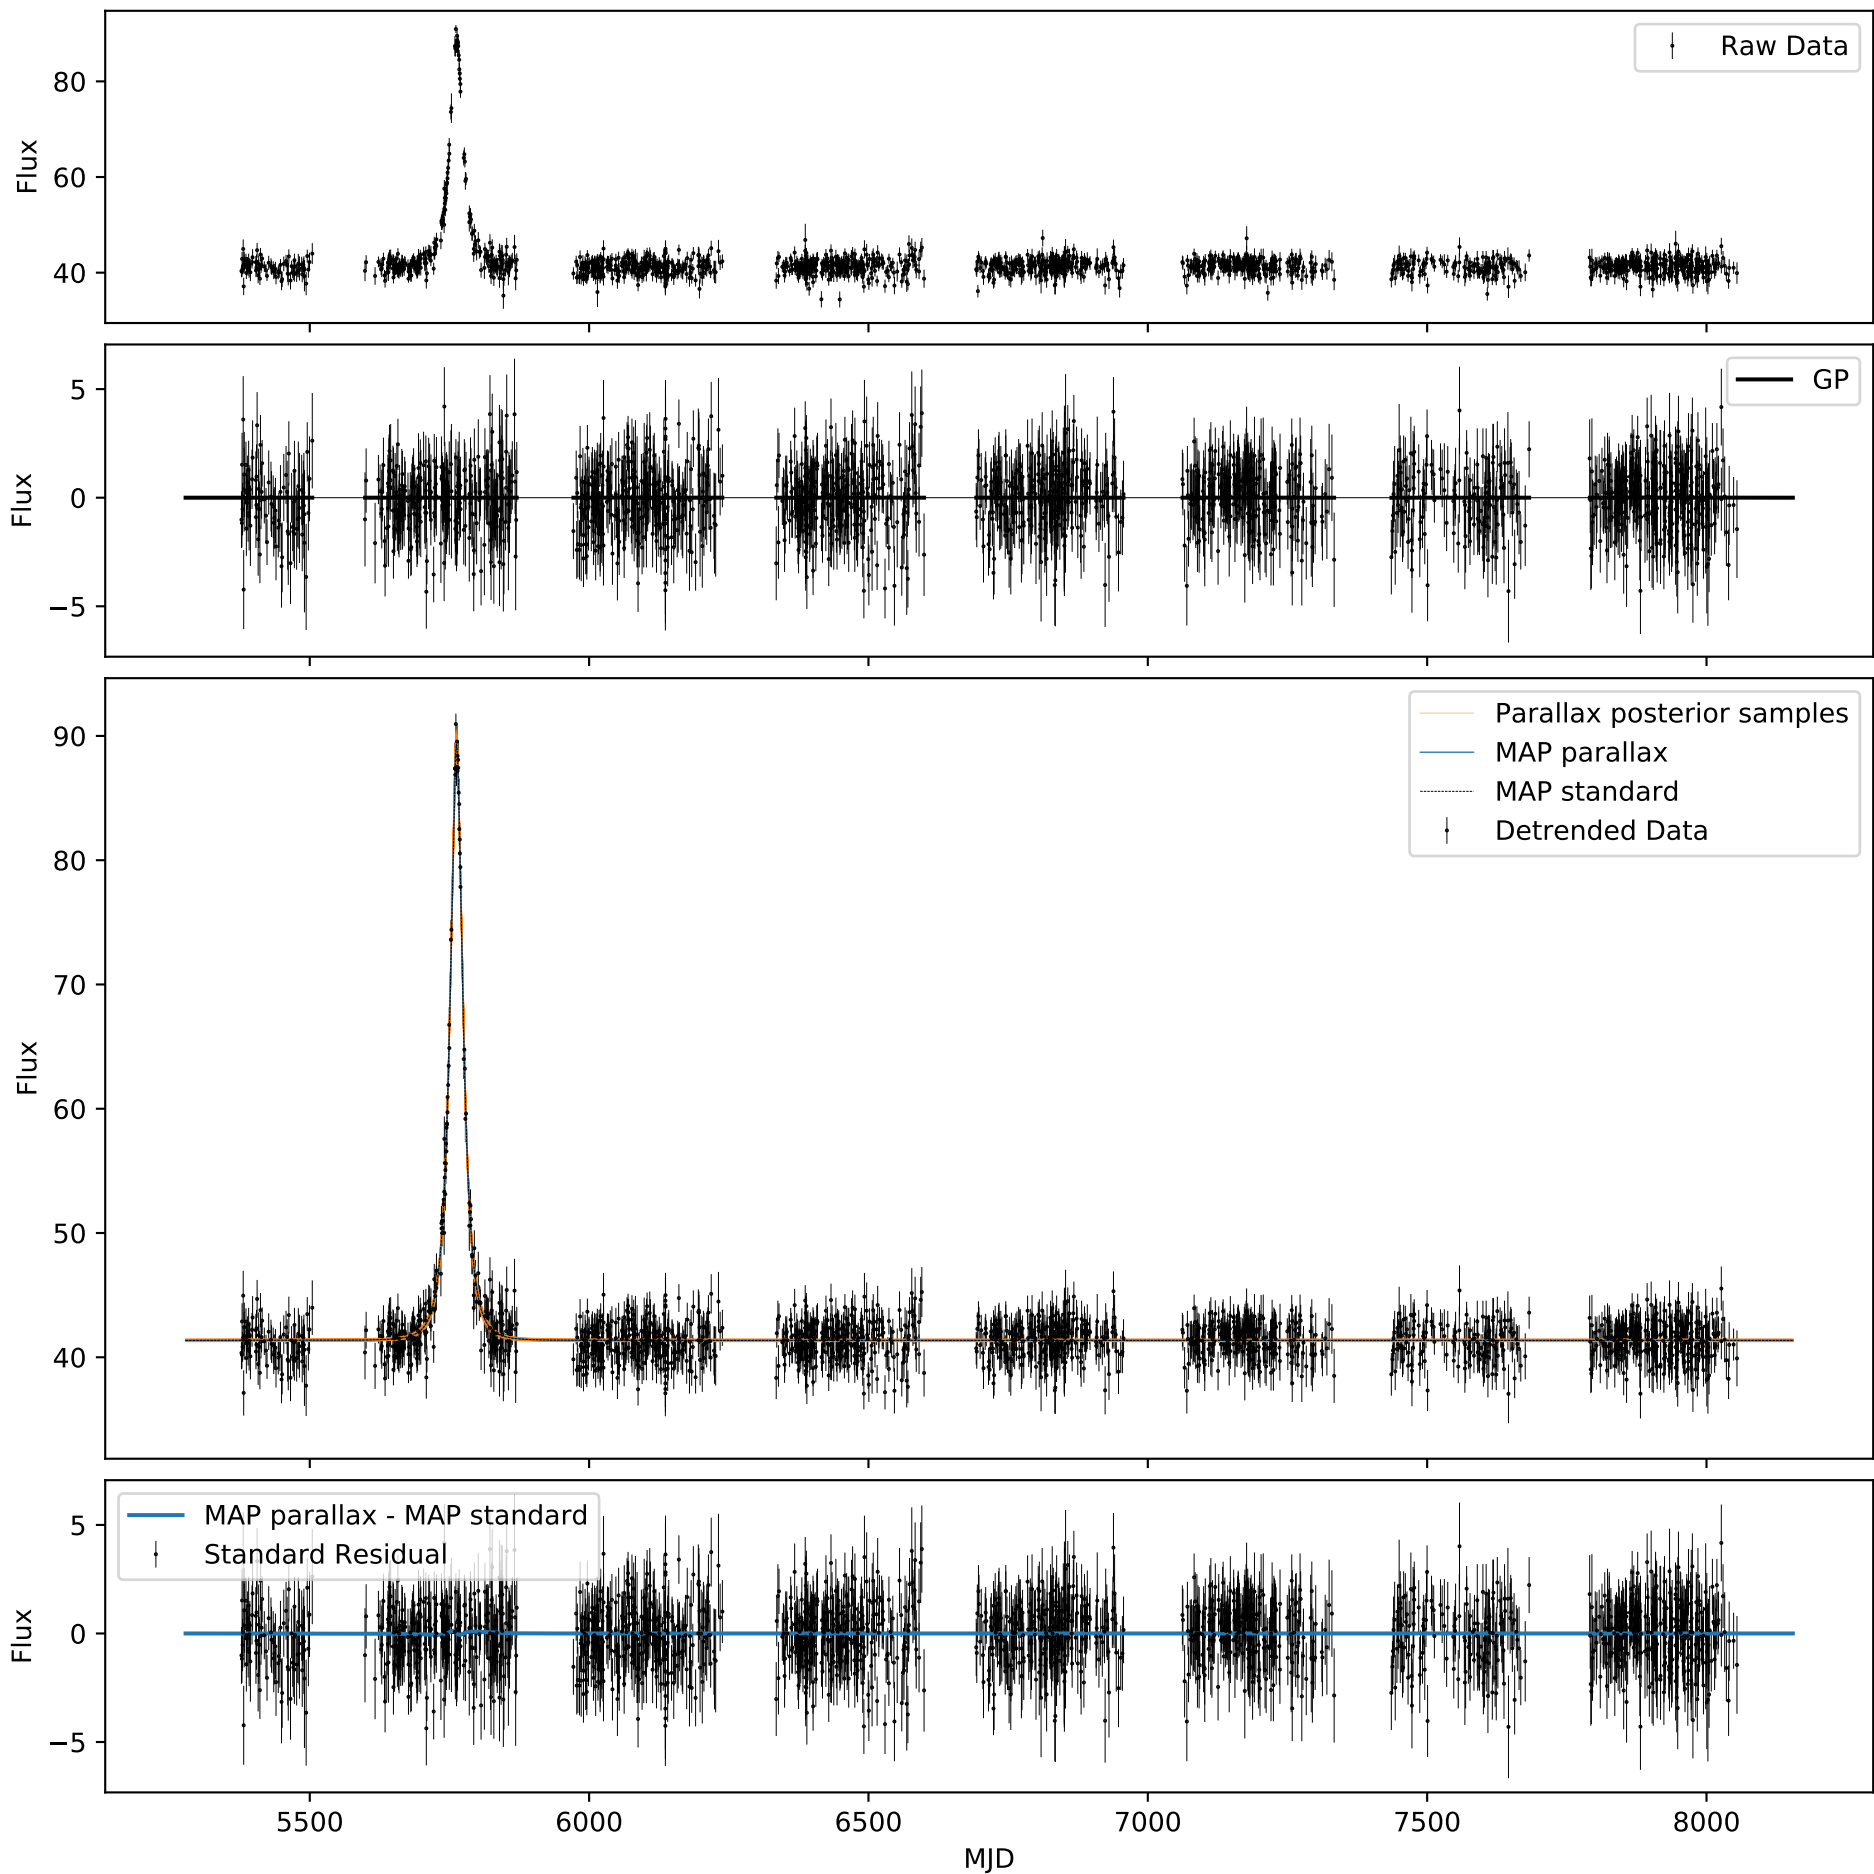 Raw Data
80
60
40
Flux
GP
5
0
−5
Flux
Parallax posterior samples
MAP parallax
MAP standard
Detrended Data
90
80
70
60
50
40
Flux
MAP parallax - MAP standard
Standard Residual
5
0
−5
Flux
5500 6000 6500 7000 7500 8000
MJD